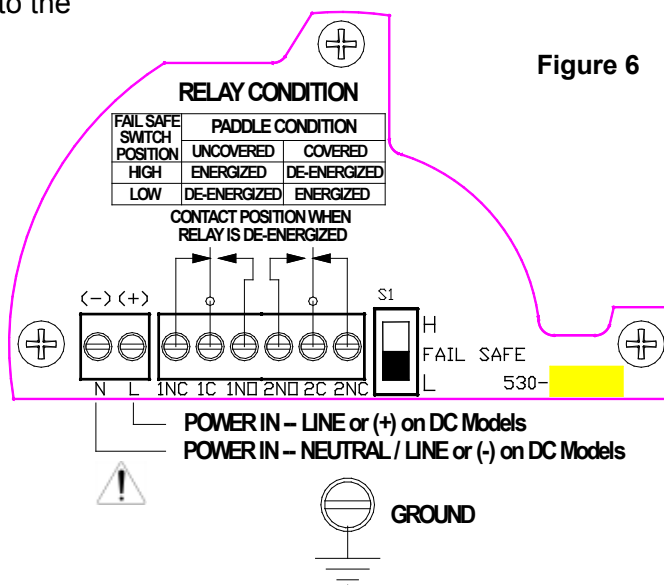 to the
Figure 6
RELAY CONDITION
FAIL SAFE SWITCH POSITION
PADDLE CONDITION
UNCOVERED COVERED
HIGH ENERGIZED DE-ENERGIZED
LOW DE-ENERGIZED ENERGIZED
CONTACT POSITION WHEN
RELAY IS DE-ENERGIZED
(-) (+)
S1
H
FAIL SAFE
L
530-
N L 1NC 1C 1NO 2NO 2C 2NC
POWER IN – LINE or (+) on DC Models
POWER IN -- NEUTRAL / LINE or (-) on DC Models
!
GROUND